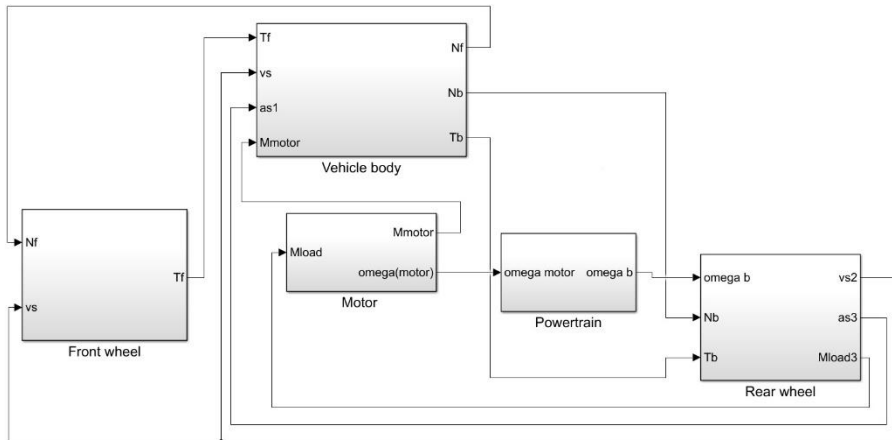 Tf
vs
as1
Mmotor
Nf
Nb
Tb
Vehicle body
Nf
vs
Tf
Front wheel
Mload
Mmotor
omega(motor)
Motor
omega motor
omega b
Powertrain
omega b
Nb
Tb
vs2
as3
Mload3
Rear wheel